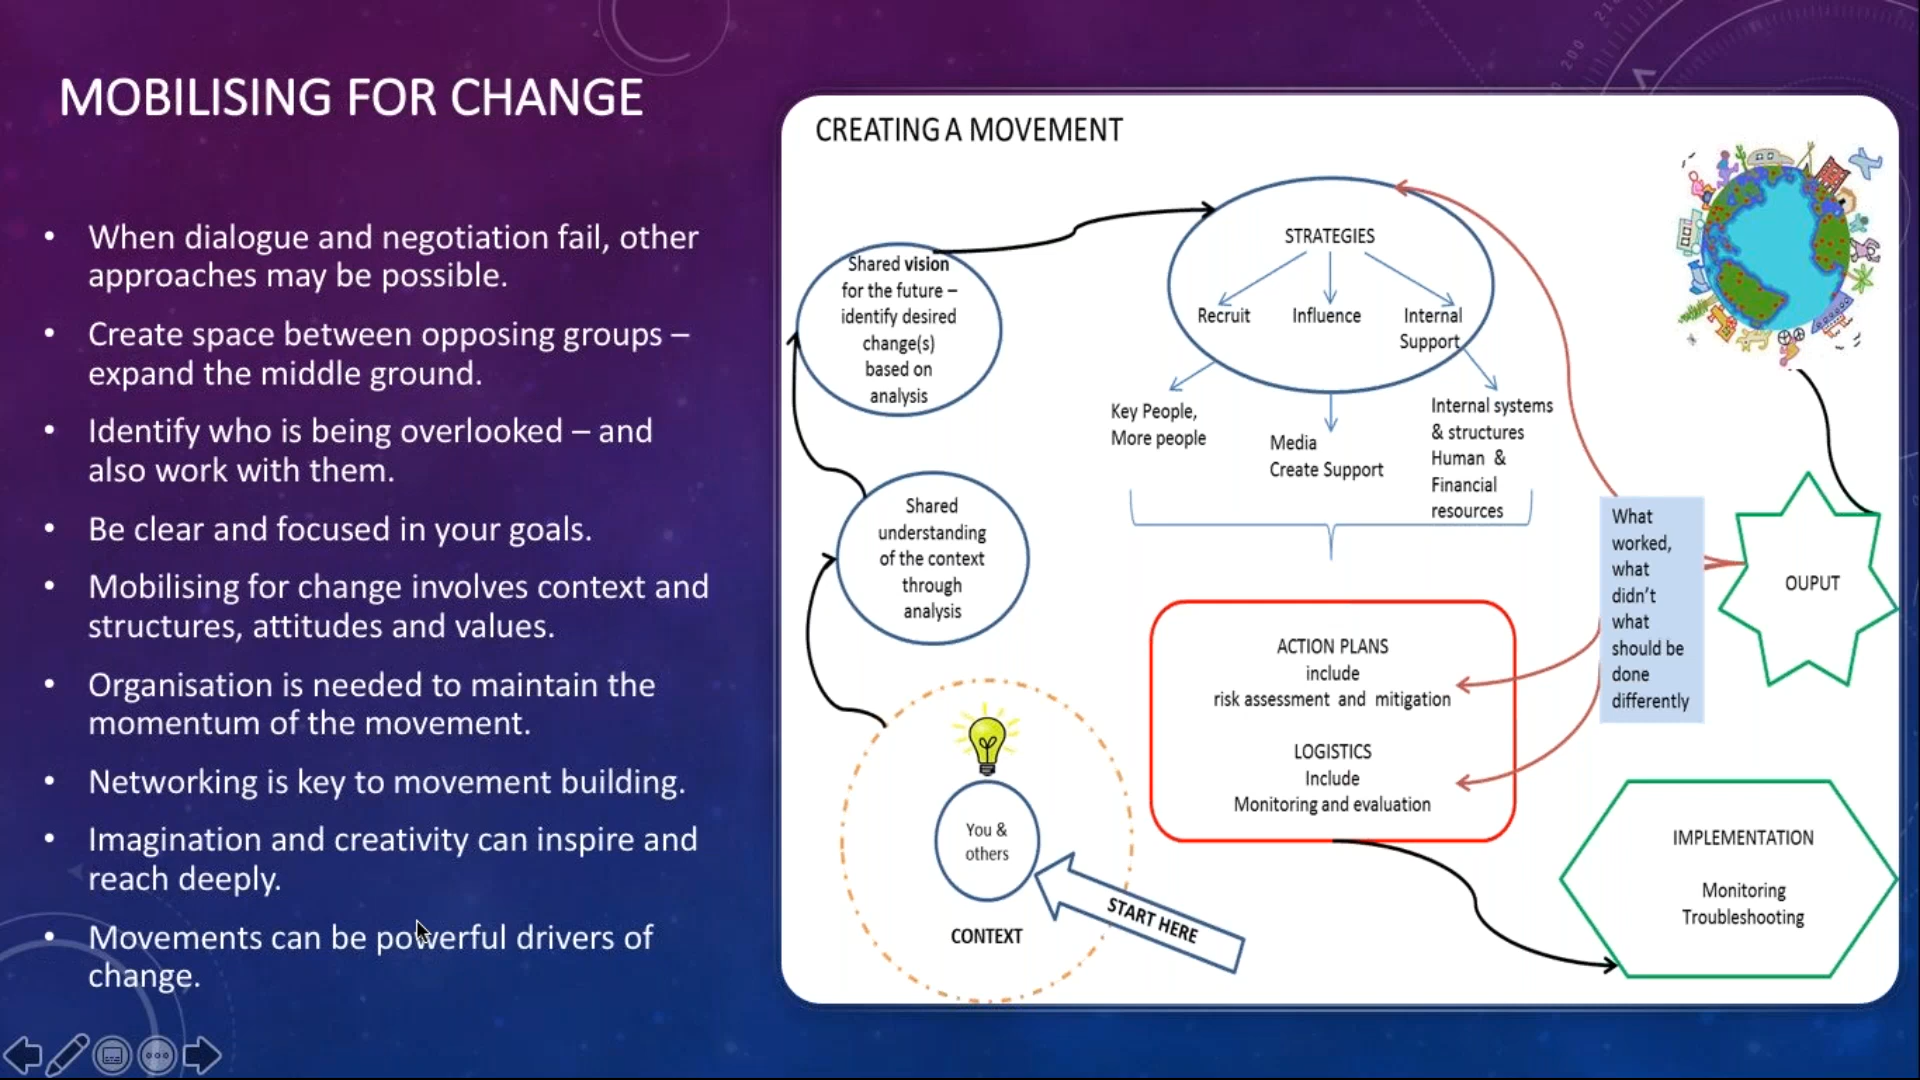 MOBILISING FOR CHANGE
• When dialogue and negotiation fail, other
approaches may be possible.
• Create space between opposing groups –
expand the middle ground.
• Identify who is being overlooked – and
also work with them.
• Be clear and focused in your goals.
• Mobilising for change involves context and
structures, attitudes and values.
• Organisation is needed to maintain the
momentum of the movement.
• Networking is key to movement building.
• Imagination and creativity can inspire and
reach deeply.
• Movements can be powerful drivers of
change.
CREATING A MOVEMENT
START HERE
You &
others
CONTEXT
Shared
understanding
of the context
through
analysis
Shared vision
for the future –
identify desired
change(s)
based on
analysis
STRATEGIES
Recruit
Influence
Internal
Support
Key People,
More people
Media
Create Support
Internal systems
& structures
Human &
Financial
resources
ACTION PLANS
include
risk assessment and mitigation
LOGISTICS
Include
Monitoring and evaluation
IMPLEMENTATION
Monitoring
Troubleshooting
OUPUT
What
worked,
what
didn't
what
should be
done
differently
200